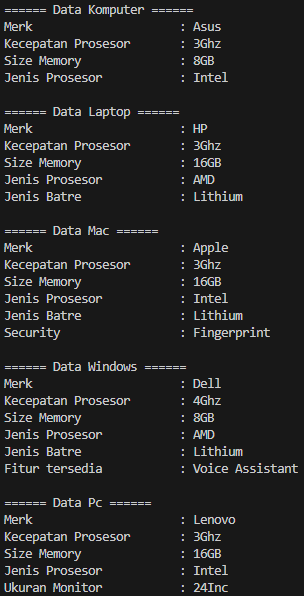 ====== Data Komputer ======
Merk : Asus
Kecepatan Prosesor : 3Ghz
Size Memory : 8GB
Jenis Prosesor : Intel

====== Data Laptop ======
Merk : HP
Kecepatan Prosesor : 3Ghz
Size Memory : 16GB
Jenis Prosesor : AMD
Jenis Batre : Lithium

====== Data Mac ======
Merk : Apple
Kecepatan Prosesor : 3Ghz
Size Memory : 16GB
Jenis Prosesor : Intel
Jenis Batre : Lithium
Security : Fingerprint

====== Data Windows ======
Merk : Dell
Kecepatan Prosesor : 4Ghz
Size Memory : 8GB
Jenis Prosesor : AMD
Jenis Batre : Lithium
Fitur tersedia : Voice Assistant

====== Data Pc ======
Merk : Lenovo
Kecepatan Prosesor : 3Ghz
Size Memory : 16GB
Jenis Prosesor : Intel
Ukuran Monitor : 24Inc